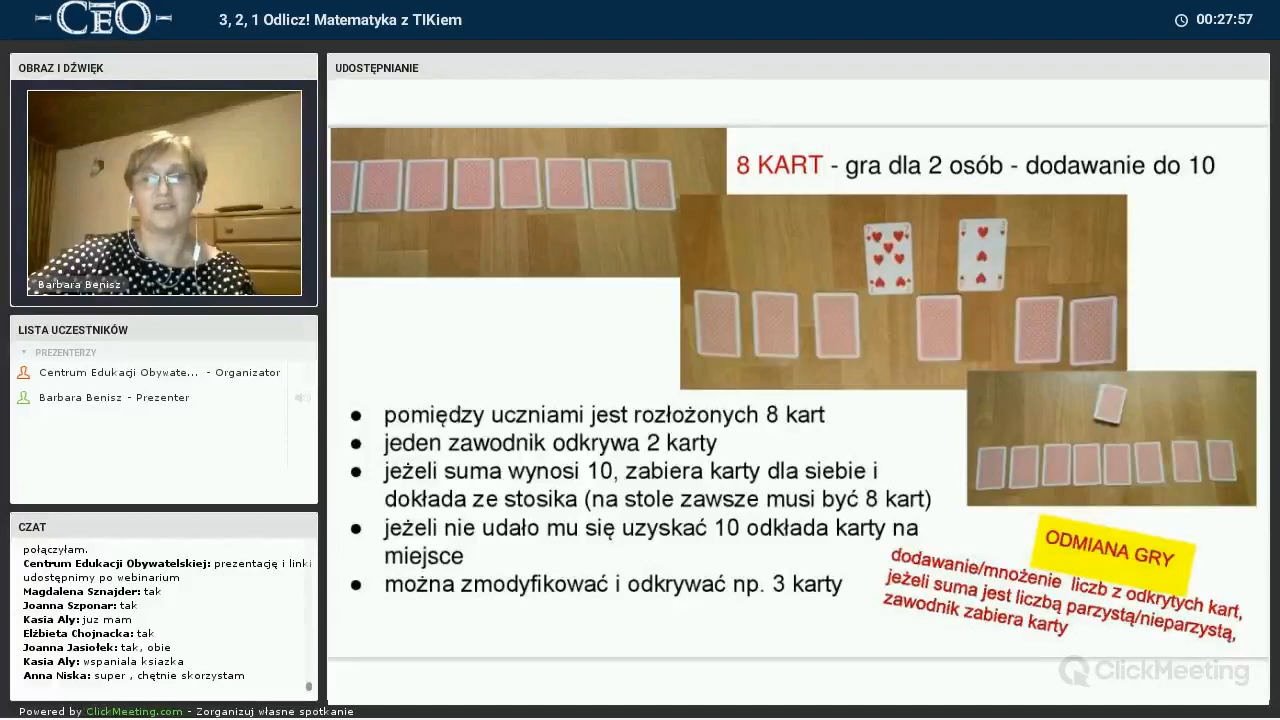 CEO
3, 2, 1 Odlicz! Matematyka z TIKiem
00:27:57
OBRAZ I DŹWIĘK
Barbara Benisz
LISTA UCZESTNIKÓW
PREZENTERZY
Centrum Edukacji Obywate... - Organizator
Barbara Benisz - Prezenter
CZAT
połączyłam.
Centrum Edukacji Obywatelskiej: prezentację i linki
udostępnimy po webinarium
Magdalena Sznajder: tak
Joanna Szponar: tak
Kasia Aly: juz mam
Elżbieta Chojnacka: tak
Joanna Jasiołek: tak, obie
Kasia Aly: wspaniala ksiazka
Anna Niska: super , chętnie skorzystam
UDOSTĘPNIANIE
8 KART - gra dla 2 osób - dodawanie do 10
● pomiędzy uczniami jest rozłożonych 8 kart
● jeden zawodnik odkrywa 2 karty
● jeżeli suma wynosi 10, zabiera karty dla siebie i
dokłada ze stosika (na stole zawsze musi być 8 kart)
● jeżeli nie udało mu się uzyskać 10 odkłada karty na
miejsce
● można zmodyfikować i odkrywać np. 3 karty
ODMIANA GRY
dodawanie/mnożenie liczb z odkrytych kart,
jeżeli suma jest liczbą parzystą/nieparzystą,
zawodnik zabiera karty
ClickMeeting
Powered by ClickMeeting.com - Zorganizuj własne spotkanie